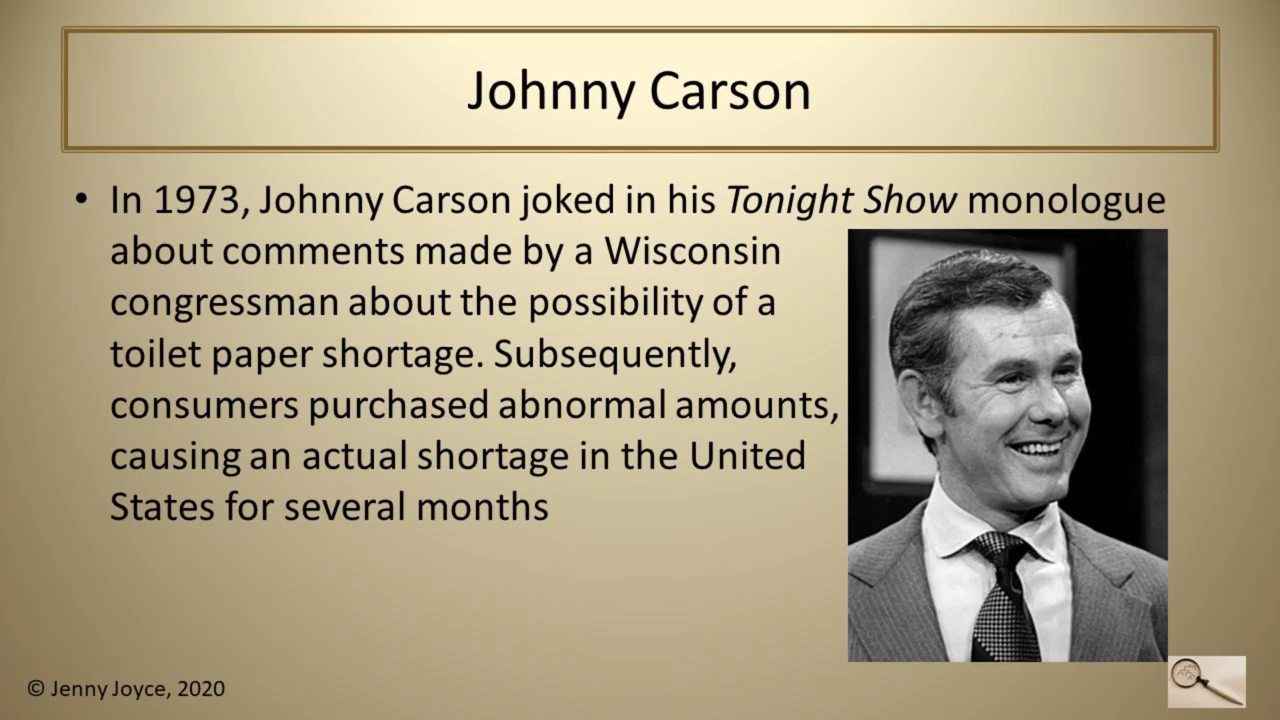 Johnny Carson
• In 1973, Johnny Carson joked in his Tonight Show monologue
about comments made by a Wisconsin
congressman about the possibility of a
toilet paper shortage. Subsequently,
consumers purchased abnormal amounts,
causing an actual shortage in the United
States for several months
© Jenny Joyce, 2020